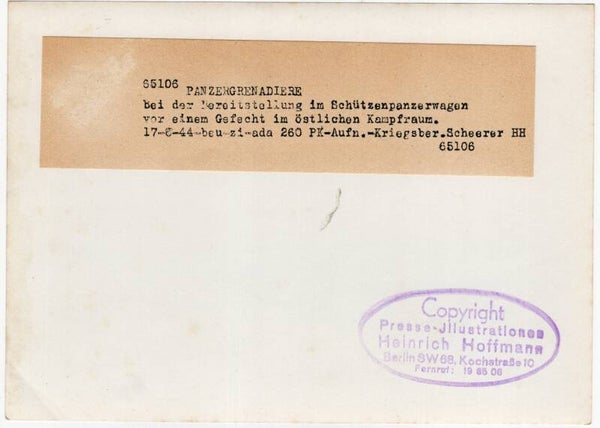 65106 PANZERGRENADIERE
bei der Bereitstellung im Schützenpanzerwagen
vor einem Gefecht im östlichen Kampfraum.
17-8-44-beu-zi-ada 260 PK-Aufn.-Kriegsber.Scheerer HH
65106
Copyright
Presse-Jllustrationen
Heinrich Hoffmann
Berlin SW 68, Kochstraße 10
Fernruf: 19 85 06